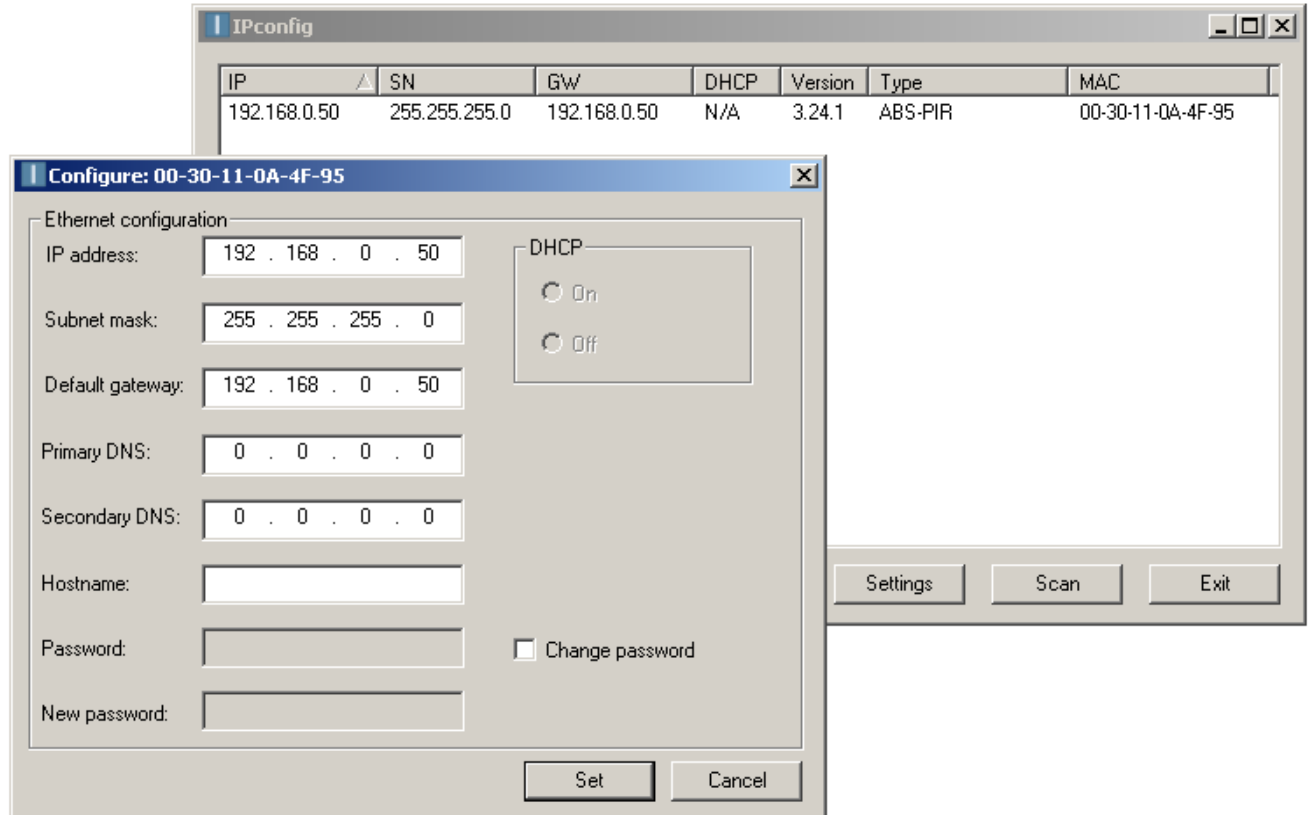 IPconfig
IP SN GW DHCP Version Type MAC
192.168.0.50 255.255.255.0 192.168.0.50 N/A 3.24.1 ABS-PIR 00-30-11-0A-4F-95
Settings Scan Exit
Configure: 00-30-11-0A-4F-95
Ethernet configuration
IP address: 192 . 168 . 0 . 50
Subnet mask: 255 . 255 . 255 . 0
Default gateway: 192 . 168 . 0 . 50
Primary DNS: 0 . 0 . 0 . 0
Secondary DNS: 0 . 0 . 0 . 0
Hostname:
Password:
New password:
DHCP
On
Off
Change password
Set Cancel